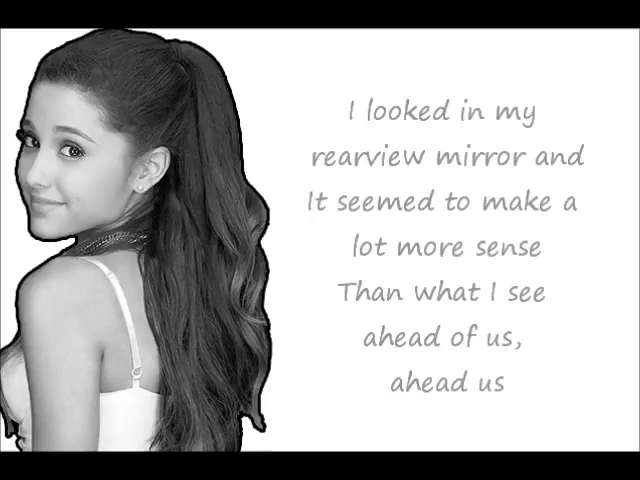 I looked in my
rearview mirror and
It seemed to make a
lot more sense
Than what I see
ahead of us,
ahead us